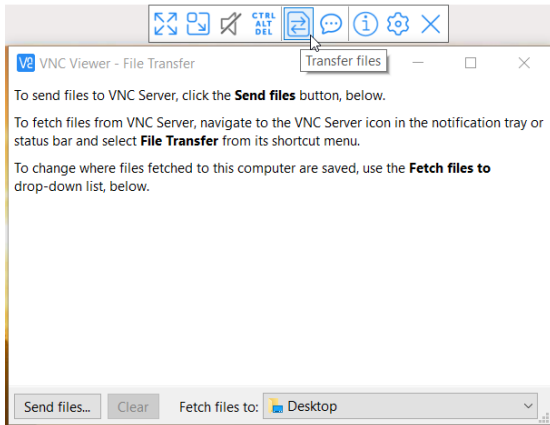 CTRL
ALT
DEL
Transfer files
VNC Viewer - File Transfer
To send files to VNC Server, click the Send files button, below.
To fetch files from VNC Server, navigate to the VNC Server icon in the notification tray or
status bar and select File Transfer from its shortcut menu.
To change where files fetched to this computer are saved, use the Fetch files to
drop-down list, below.
Send files... Clear Fetch files to: Desktop